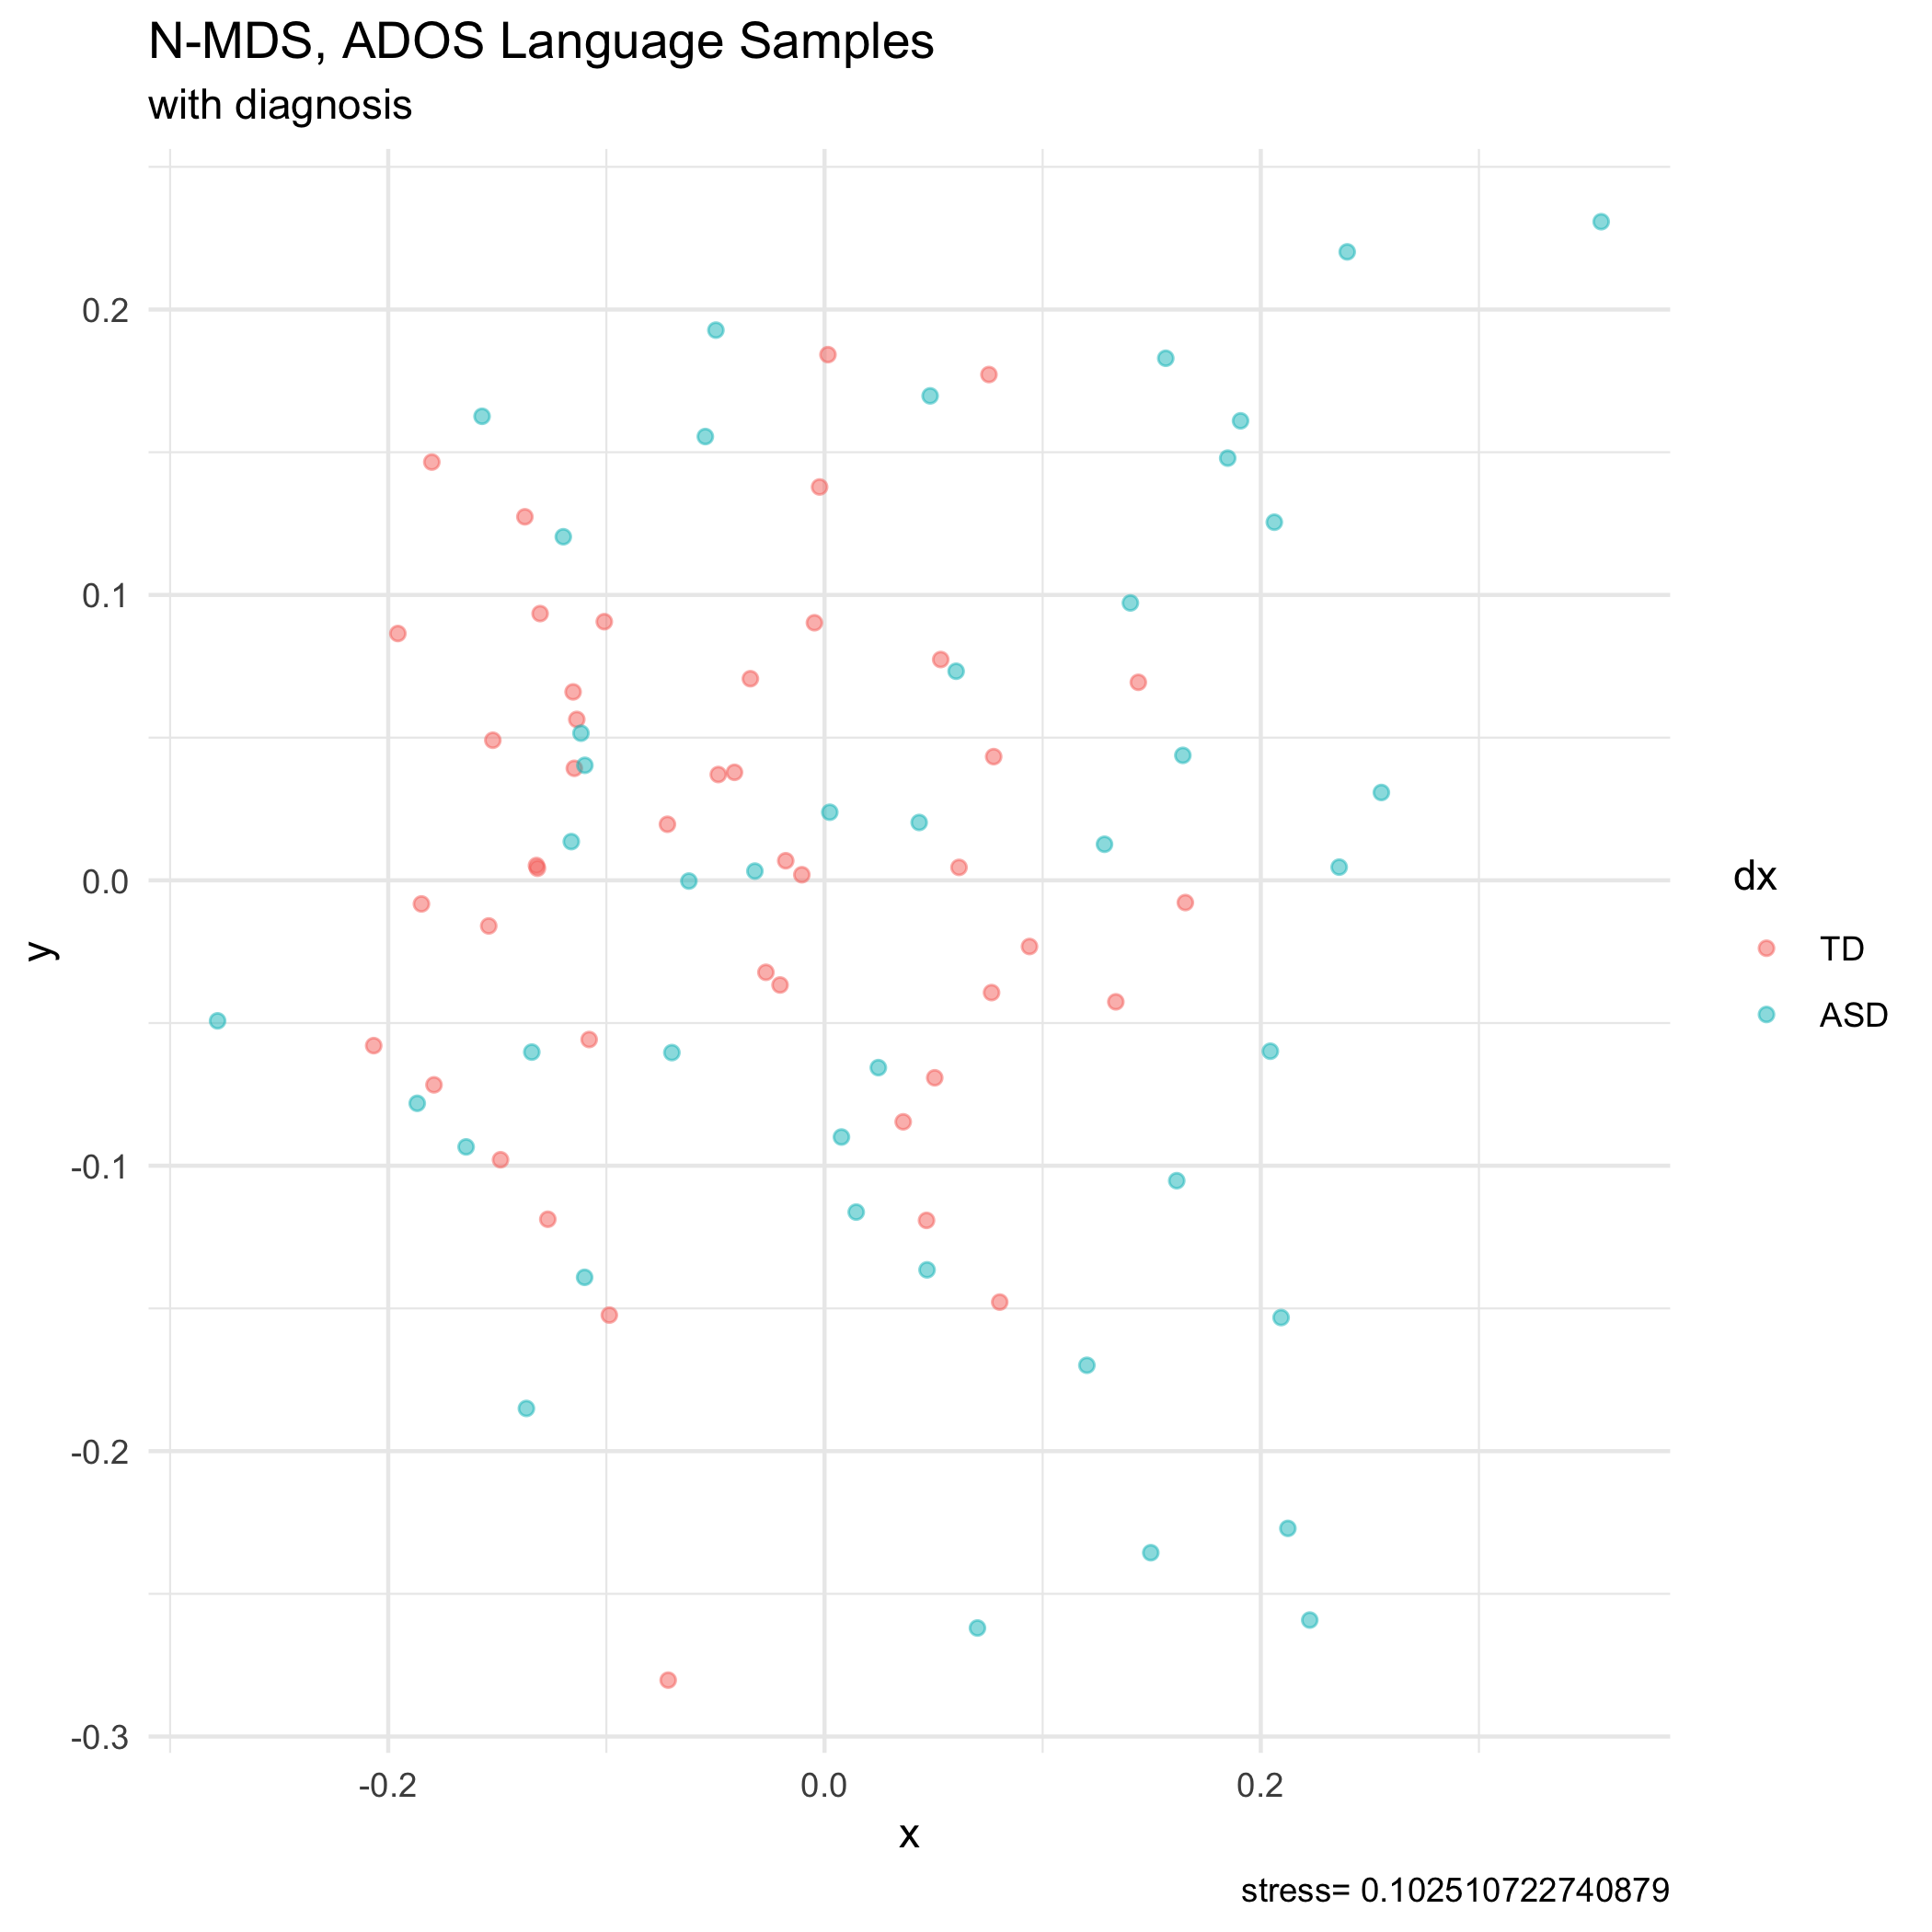 N-MDS, ADOS Language Samples
with diagnosis
0.2
0.1
0.0
-0.1
-0.2
-0.3
y
-0.2 0.0 0.2
x
dx
TD
ASD
stress= 0.102510722740879